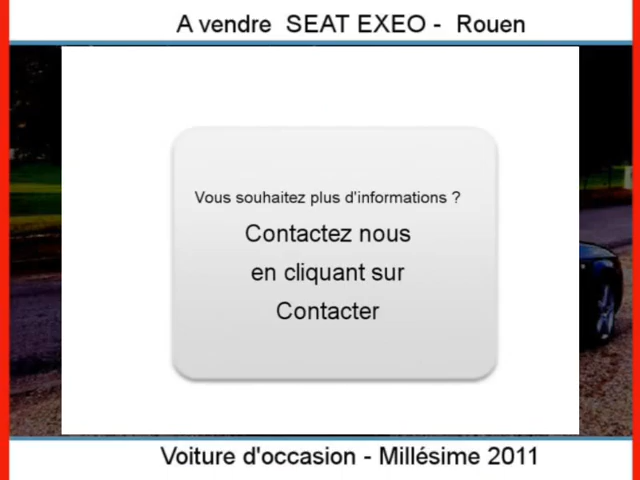 A vendre SEAT EXEO - Rouen
Vous souhaitez plus d'informations ?
Contactez nous
en cliquant sur
Contacter
Voiture d'occasion - Millésime 2011